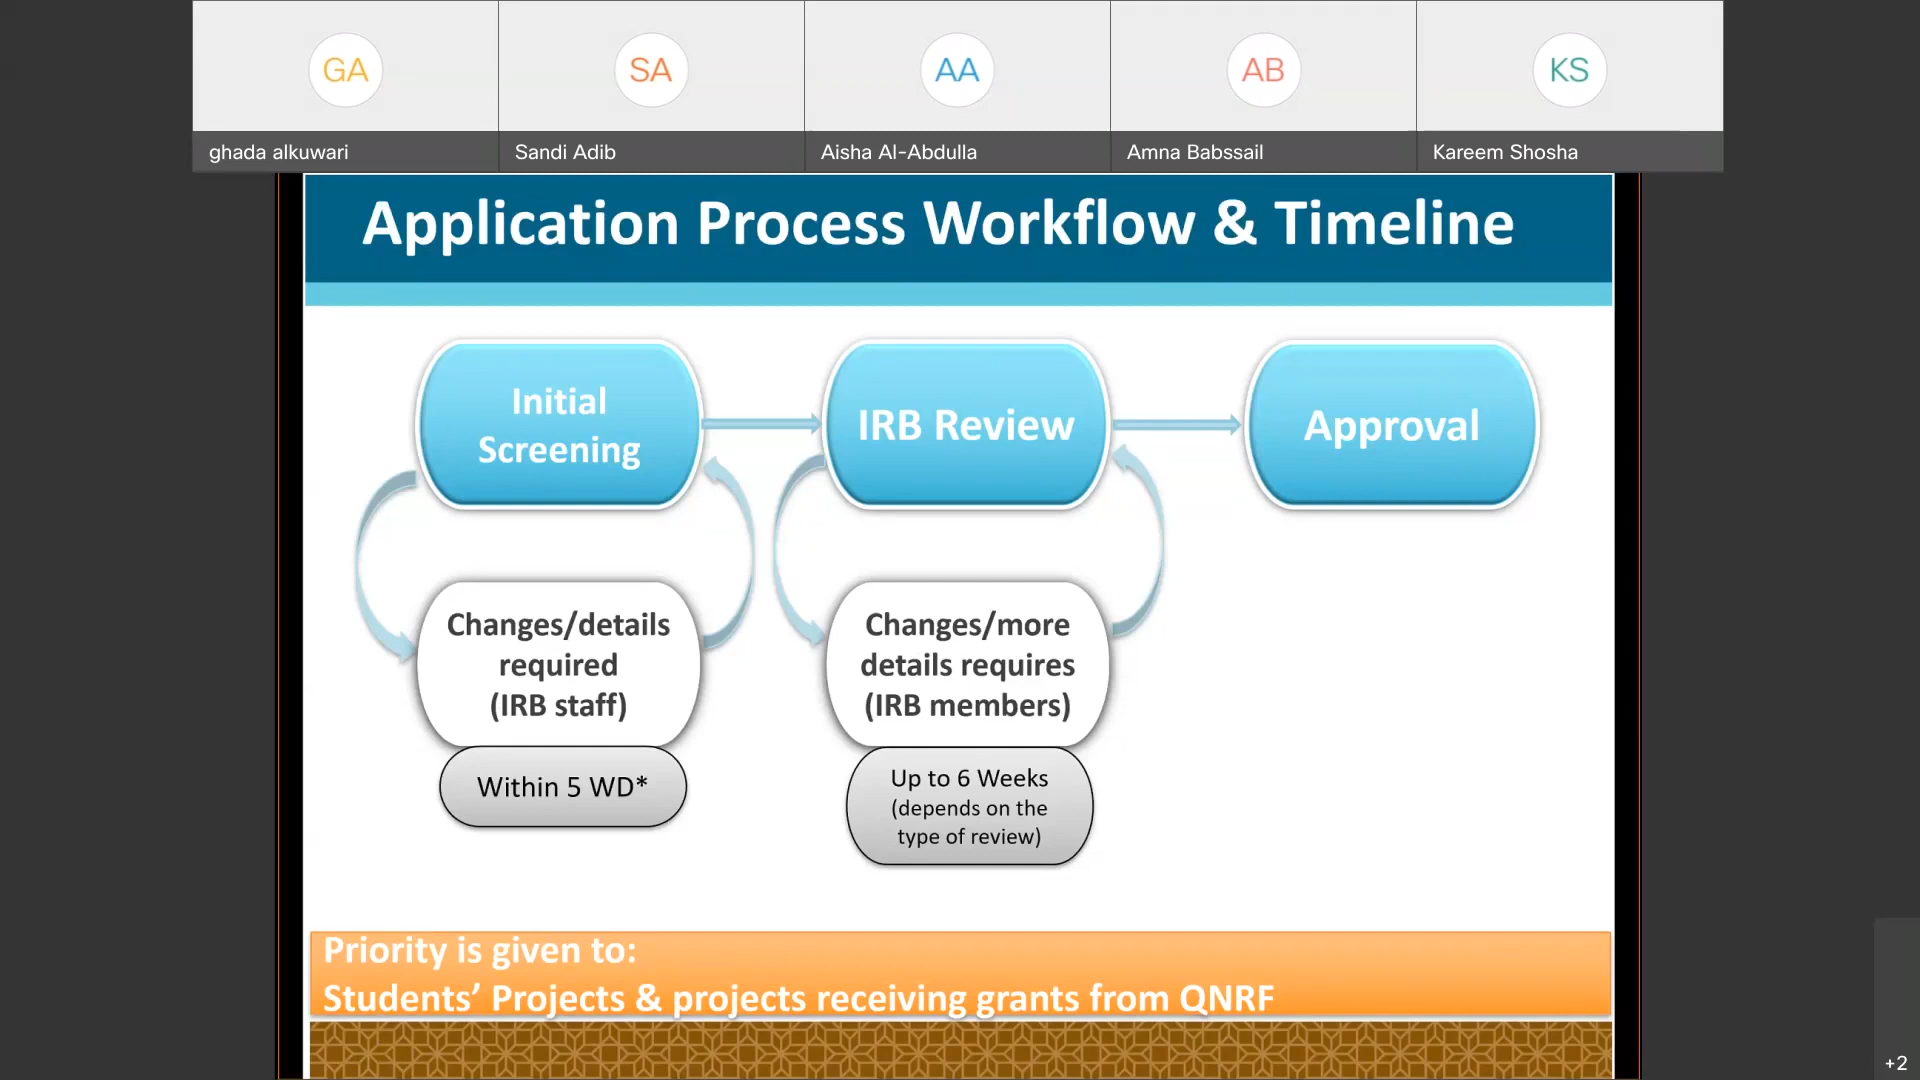 GA
SA
AA
AB
KS
ghada alkuwari
Sandi Adib
Aisha Al-Abdulla
Amna Babssail
Kareem Shosha
Application Process Workflow & Timeline
Initial
Screening
IRB Review
Approval
Changes/details
required
(IRB staff)
Within 5 WD*
Changes/more
details requires
(IRB members)
Up to 6 Weeks
(depends on the
type of review)
Priority is given to:
Students’ Projects & projects receiving grants from QNRF
+2